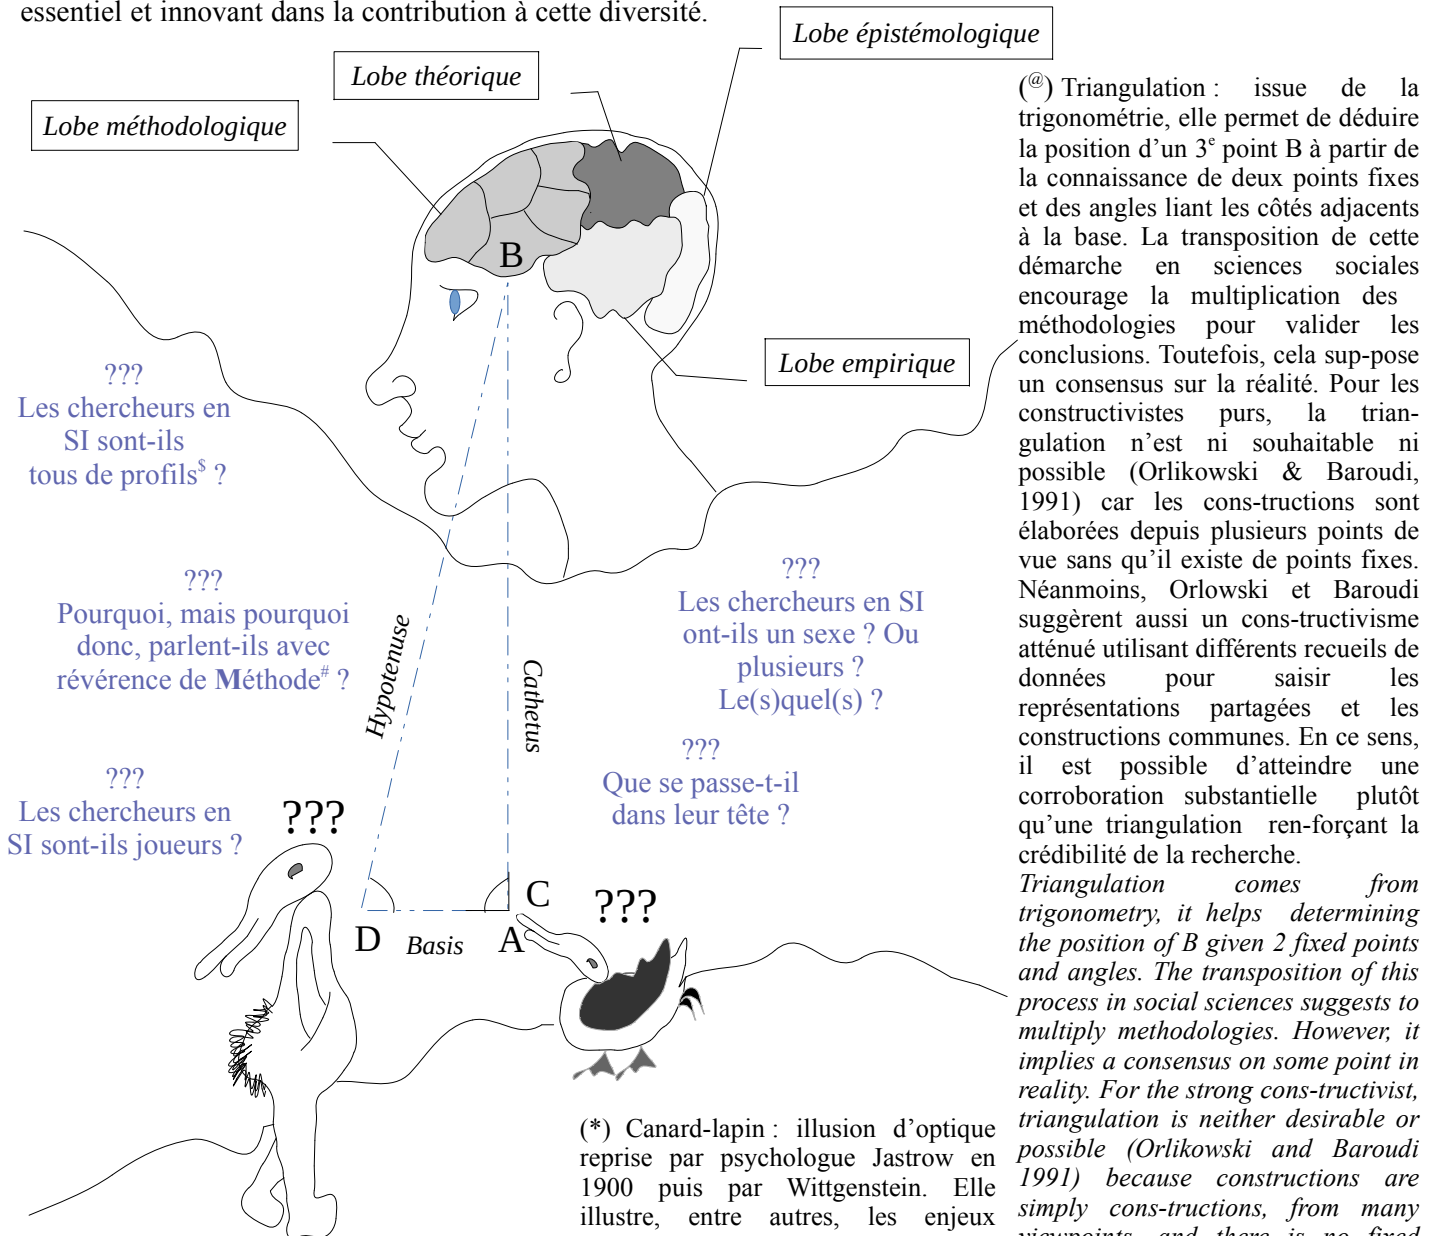 essentiel et innovant dans la contribution à cette diversité.
Lobe épistémologique
Lobe théorique
Lobe méthodologique
B
Lobe empirique
???
Les chercheurs en
SI sont-ils
tous de profils$ ?
???
Pourquoi, mais pourquoi
donc, parlent-ils avec
révérence de Méthode# ?
???
Les chercheurs en
SI sont-ils joueurs ?
???
Hypotenuse
Cathetus
???
Les chercheurs en SI
ont-ils un sexe ? Ou
plusieurs ?
Le(s)quel(s) ?
???
Que se passe-t-il
dans leur tête ?
C
D
Basis
A
???
(*) Canard-lapin : illusion d’optique
reprise par psychologue Jastrow en
1900 puis par Wittgenstein. Elle
illustre, entre autres, les enjeux
(@) Triangulation : issue de la
trigonométrie, elle permet de déduire
la position d’un 3e point B à partir de
la connaissance de deux points fixes
et des angles liant les côtés adjacents
à la base. La transposition de cette
démarche en sciences sociales
encourage la multiplication des
méthodologies pour valider les
conclusions. Toutefois, cela sup-pose
un consensus sur la réalité. Pour les
constructivistes purs, la trian-
gulation n’est ni souhaitable ni
possible (Orlikowski & Baroudi,
1991) car les cons-tructions sont
élaborées depuis plusieurs points de
vue sans qu’il existe de points fixes.
Néanmoins, Orlowski et Baroudi
suggèrent aussi un cons-tructivisme
atténué utilisant différents recueils de
données pour saisir les
représentations partagées et les
constructions communes. En ce sens,
il est possible d’atteindre une
corroboration substantielle plutôt
qu’une triangulation ren-forçant la
crédibilité de la recherche.
Triangulation comes from
trigonometry, it helps determining
the position of B given 2 fixed points
and angles. The transposition of this
process in social sciences suggests to
multiply methodologies. However, it
implies a consensus on some point in
reality. For the strong cons-tructivist,
triangulation is neither desirable or
possible (Orlikowski and Baroudi
1991) because constructions are
simply cons-tructions, from many
viewpoints, and there is no fixed